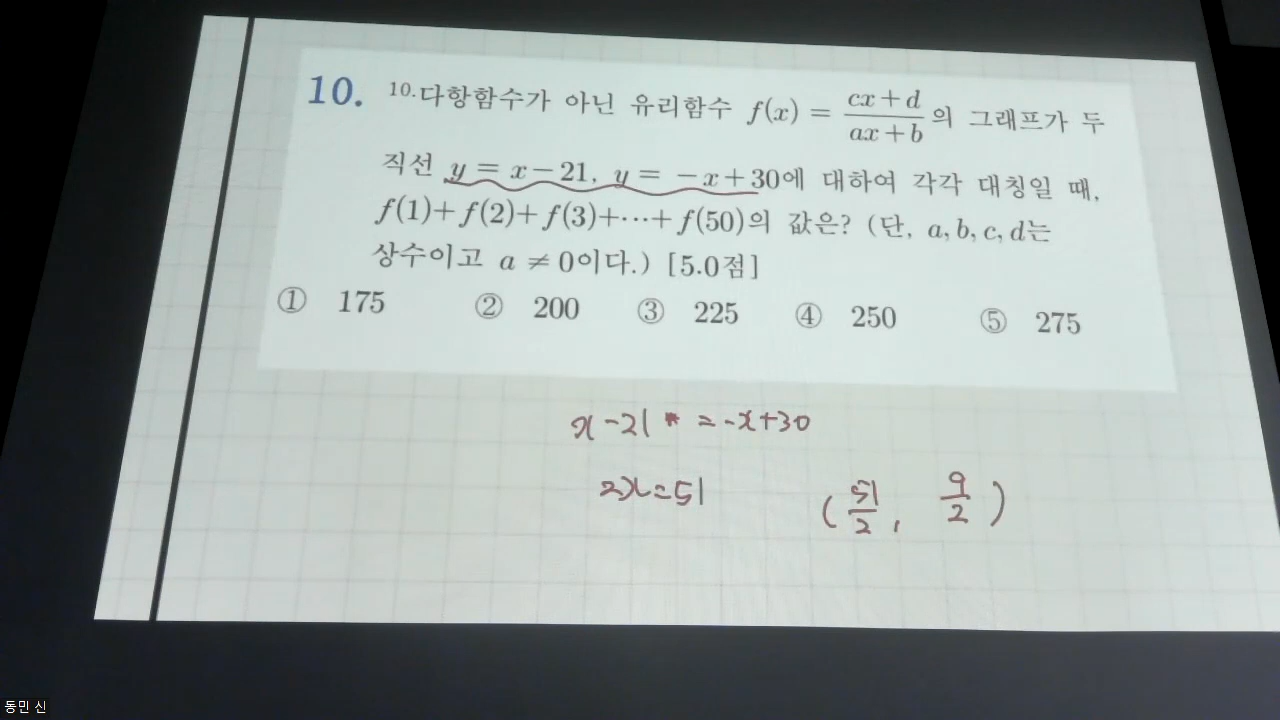 10. 10.다항함수가 아닌 유리함수 f(x) = \frac{cx+d}{ax+b}의 그래프가 두
직선 y = x-21, y = -x+30에 대하여 각각 대칭일 때,
f(1)+f(2)+f(3)+…+f(50)의 값은? (단, a, b, c, d는
상수이고 a ≠ 0이다.) [5.0점]
① 175 ② 200 ③ 225 ④ 250 ⑤ 275
x-21 = -x+30
2x=51 (\frac{51}{2}, \frac{9}{2})
동민 신